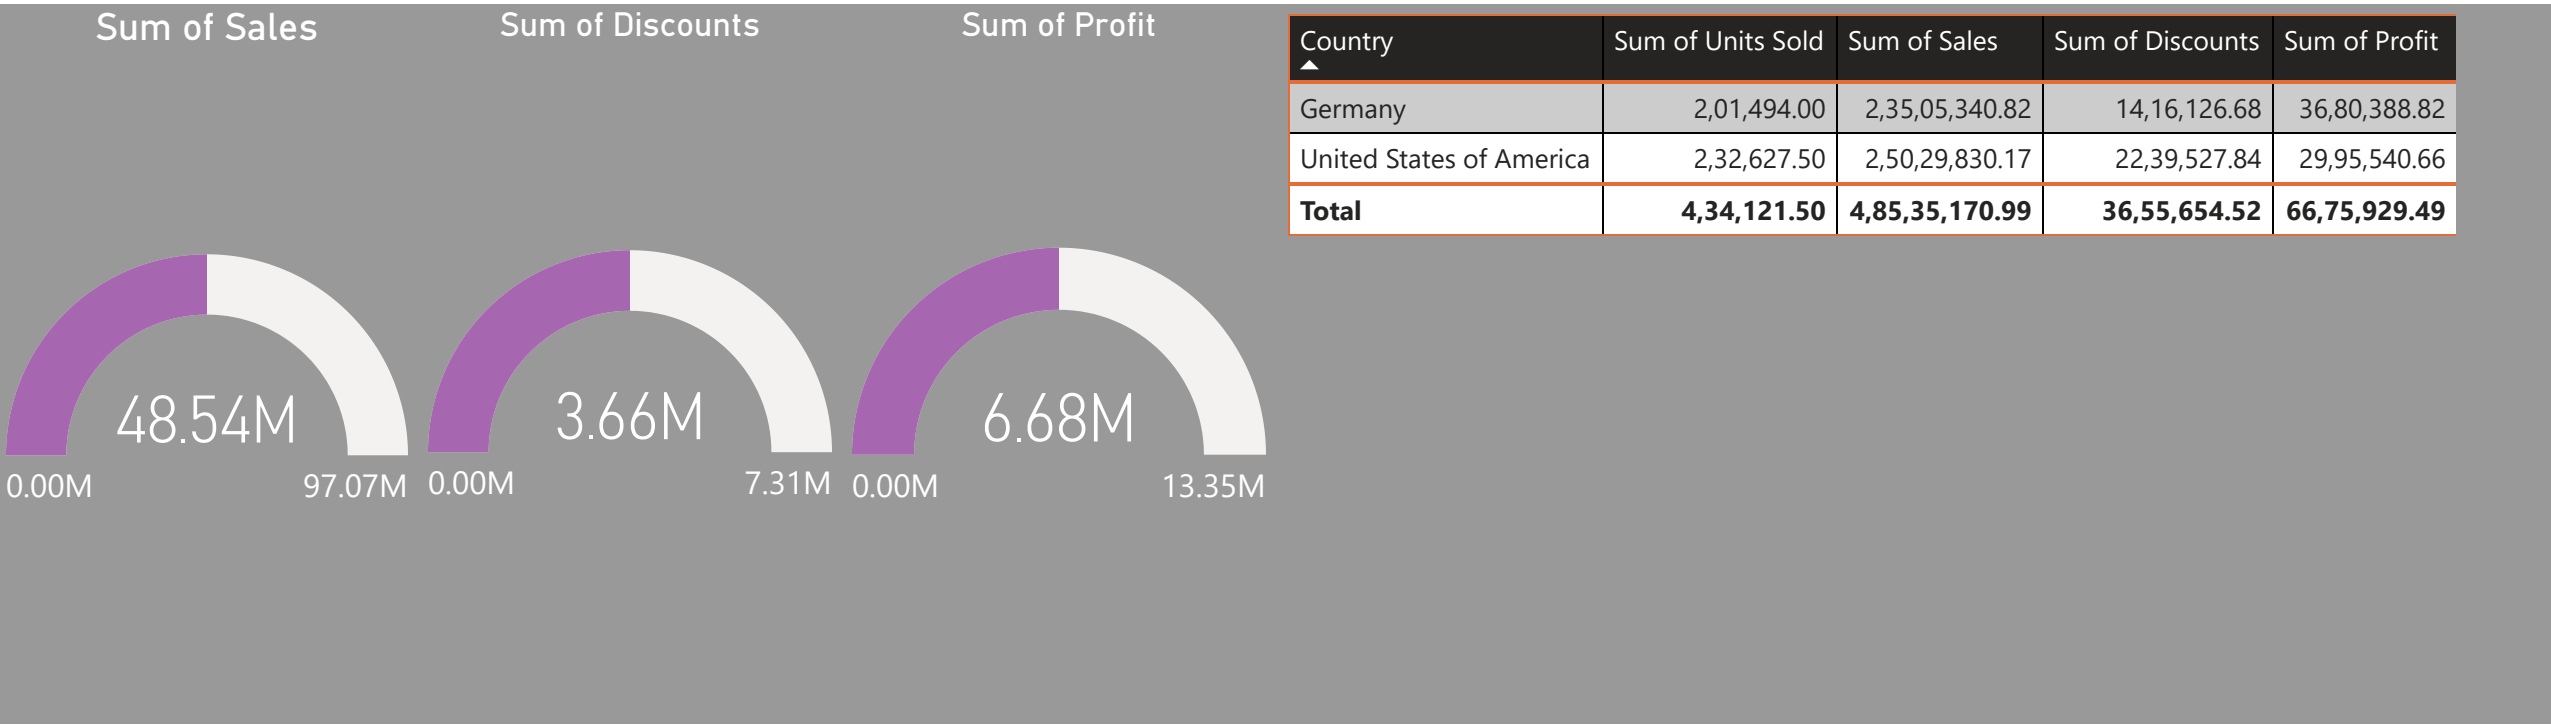 Sum of Sales
48.54M
0.00M 97.07M
Sum of Discounts
3.66M
0.00M 7.31M
Sum of Profit
6.68M
0.00M 13.35M
Country Sum of Units Sold Sum of Sales Sum of Discounts Sum of Profit
Germany 2,01,494.00 2,35,05,340.82 14,16,126.68 36,80,388.82
United States of America 2,32,627.50 2,50,29,830.17 22,39,527.84 29,95,540.66
Total 4,34,121.50 4,85,35,170.99 36,55,654.52 66,75,929.49